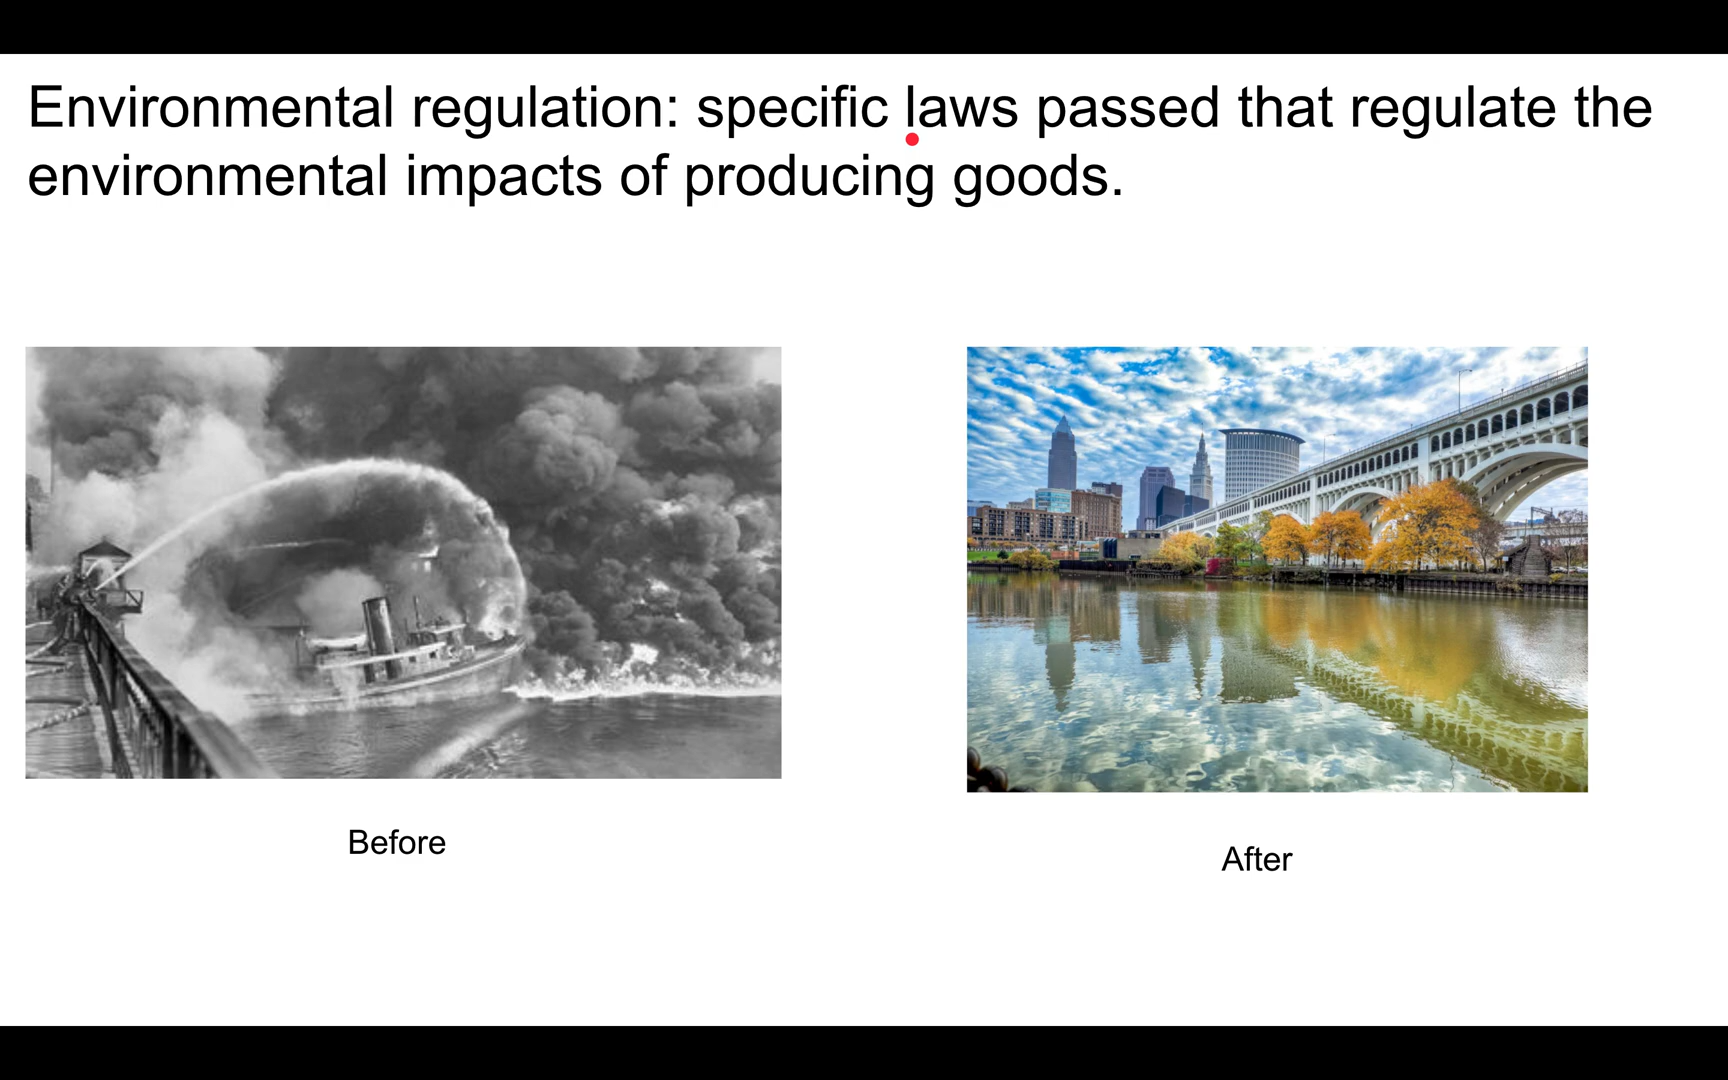 Environmental regulation: specific laws passed that regulate the
environmental impacts of producing goods.
Before
After